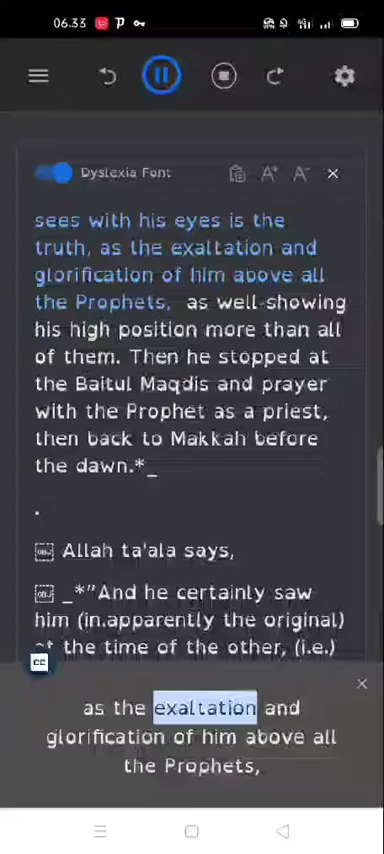 06.33
Dyslexia Font
A+
A-
sees with his eyes is the
truth, as the exaltation and
glorification of him above all
the Prophets, as well showing
his high position more than all
of them. Then he stopped at
the Baitul Maqdis and prayer
with the Prophet as a priest,
then back to Makkah before
the dawn.*_
.
OBJ Allah ta'ala says,
OBJ _*"And he certainly saw
him (in.apparently the original)
at the time of the other, (i.e.)
CC
as the exaltation and
glorification of him above all
the Prophets,